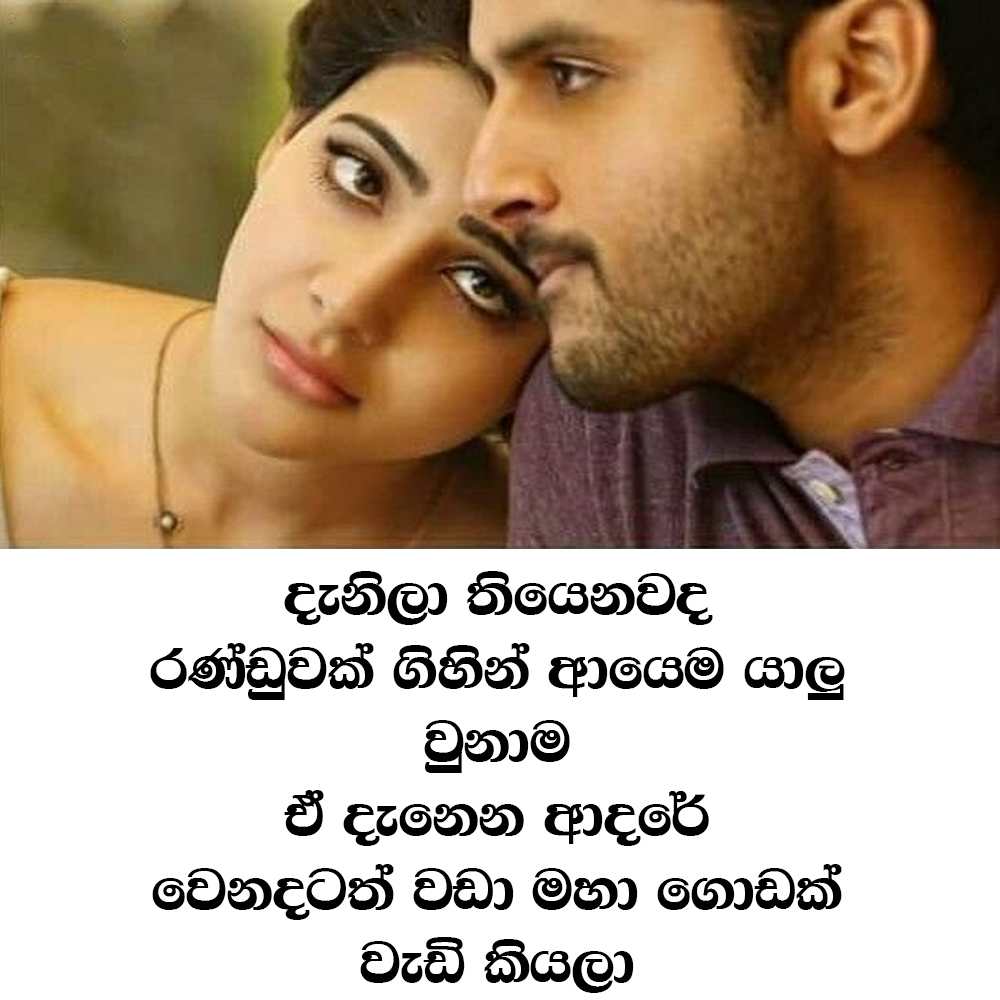 දැනිලා තියෙනවද
රණ්ඩුවක් ගිහින් ආයෙම යාලු
වුනාම
ඒ දැනෙන ආදරේ
වෙනදටත් වඩා මහා ගොඩක්
වැඩි කියලා